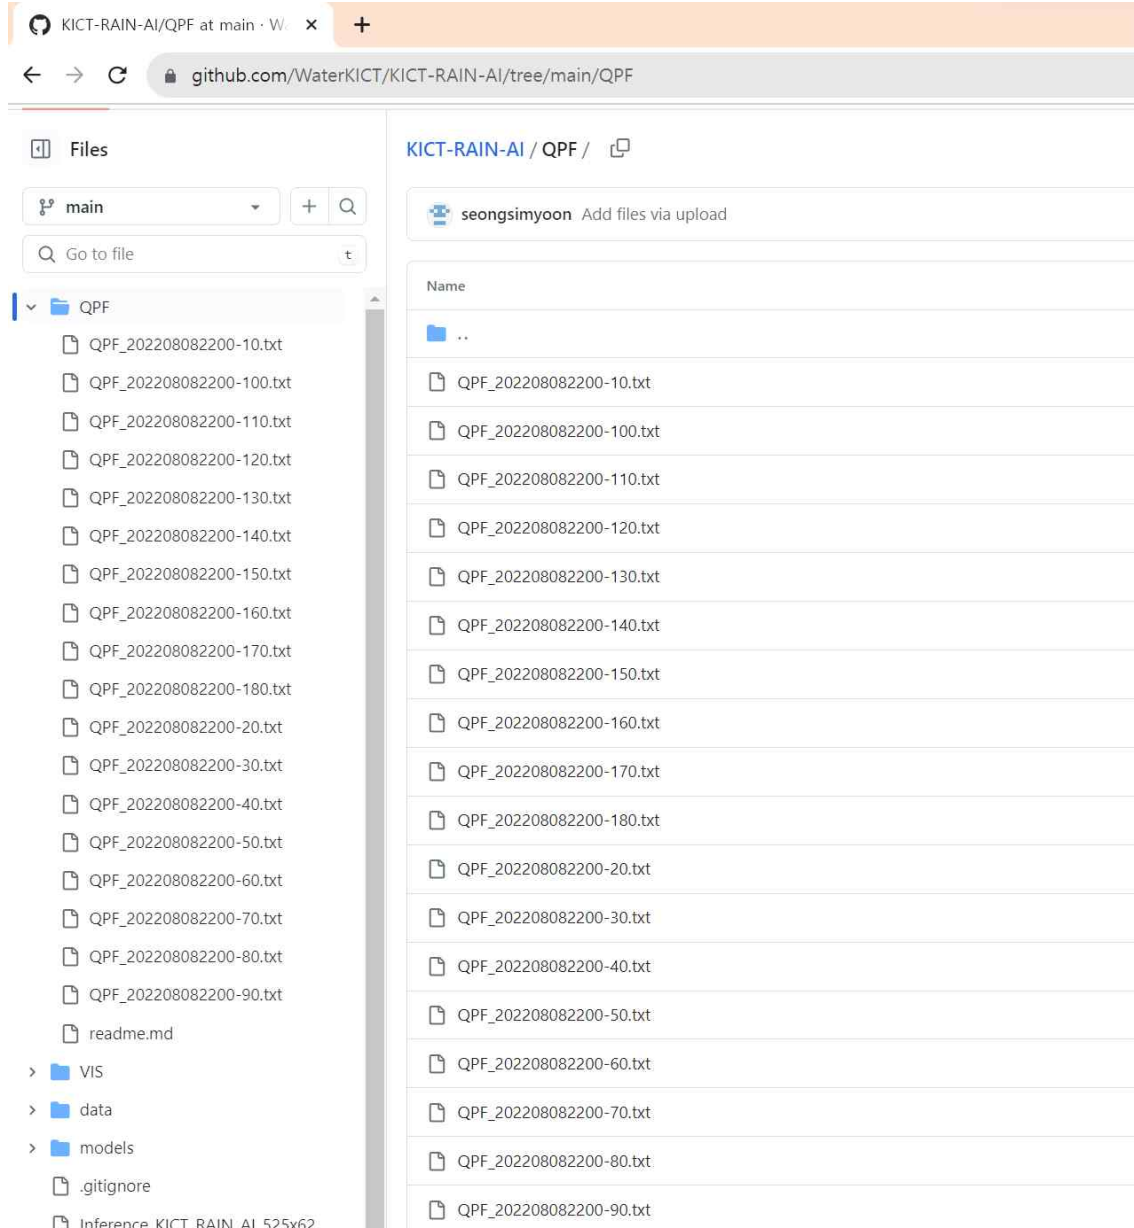 KICT-RAIN-AI/QPF at main · W
github.com/WaterKICT/KICT-RAIN-AI/tree/main/QPF
Files
main
Go to file
t
QPF
QPF_202208082200-10.txt
QPF_202208082200-100.txt
QPF_202208082200-110.txt
QPF_202208082200-120.txt
QPF_202208082200-130.txt
QPF_202208082200-140.txt
QPF_202208082200-150.txt
QPF_202208082200-160.txt
QPF_202208082200-170.txt
QPF_202208082200-180.txt
QPF_202208082200-20.txt
QPF_202208082200-30.txt
QPF_202208082200-40.txt
QPF_202208082200-50.txt
QPF_202208082200-60.txt
QPF_202208082200-70.txt
QPF_202208082200-80.txt
QPF_202208082200-90.txt
readme.md
VIS
data
models
.gitignore
Inference_KICT_RAIN_AI_525x62
KICT-RAIN-AI / QPF /
seongsimyoon Add files via upload
Name
..
QPF_202208082200-10.txt
QPF_202208082200-100.txt
QPF_202208082200-110.txt
QPF_202208082200-120.txt
QPF_202208082200-130.txt
QPF_202208082200-140.txt
QPF_202208082200-150.txt
QPF_202208082200-160.txt
QPF_202208082200-170.txt
QPF_202208082200-180.txt
QPF_202208082200-20.txt
QPF_202208082200-30.txt
QPF_202208082200-40.txt
QPF_202208082200-50.txt
QPF_202208082200-60.txt
QPF_202208082200-70.txt
QPF_202208082200-80.txt
QPF_202208082200-90.txt